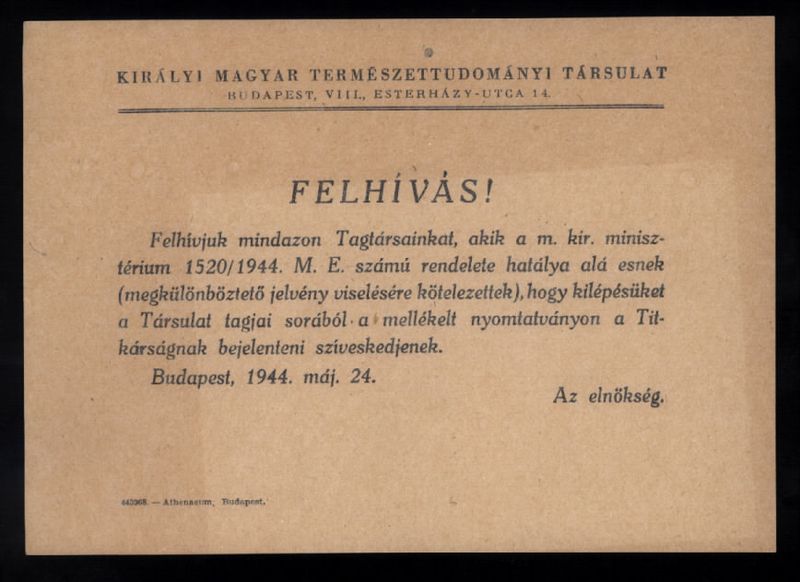 KIRÁLYI MAGYAR TERMÉSZETTUDOMÁNYI TÁRSULAT
BUDAPEST, VIII., ESTERHÁZY-UTCA 14.
FELHÍVÁS!
Felhívjuk mindazon Tagtársainkat, akik a m. kir. minisz-
térium 1520/1944. M. E. számú rendelete hatálya alá esnek
(megkülönböztető jelvény viselésére kötelezettek), hogy kilépésüket
a Társulat tagjai sorából a mellékelt nyomtatványon a Tit-
kárságnak bejelenteni szíveskedjenek.
Budapest, 1944. máj. 24.
Az elnökség.
— Athenaeum, Budapest.